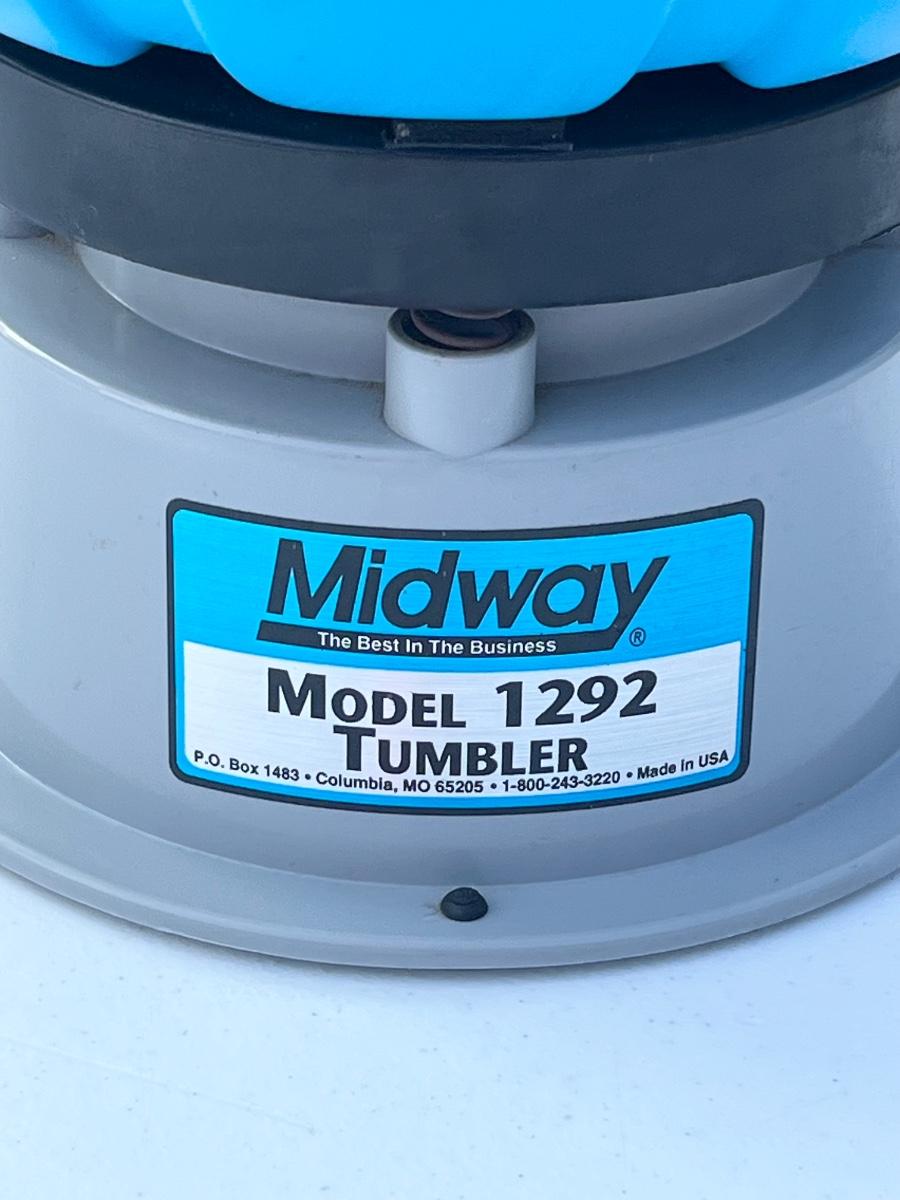 Midway®
The Best In The Business
MODEL 1292
TUMBLER
P.O. Box 1483 • Columbia, MO 65205 • 1-800-243-3220 • Made in USA